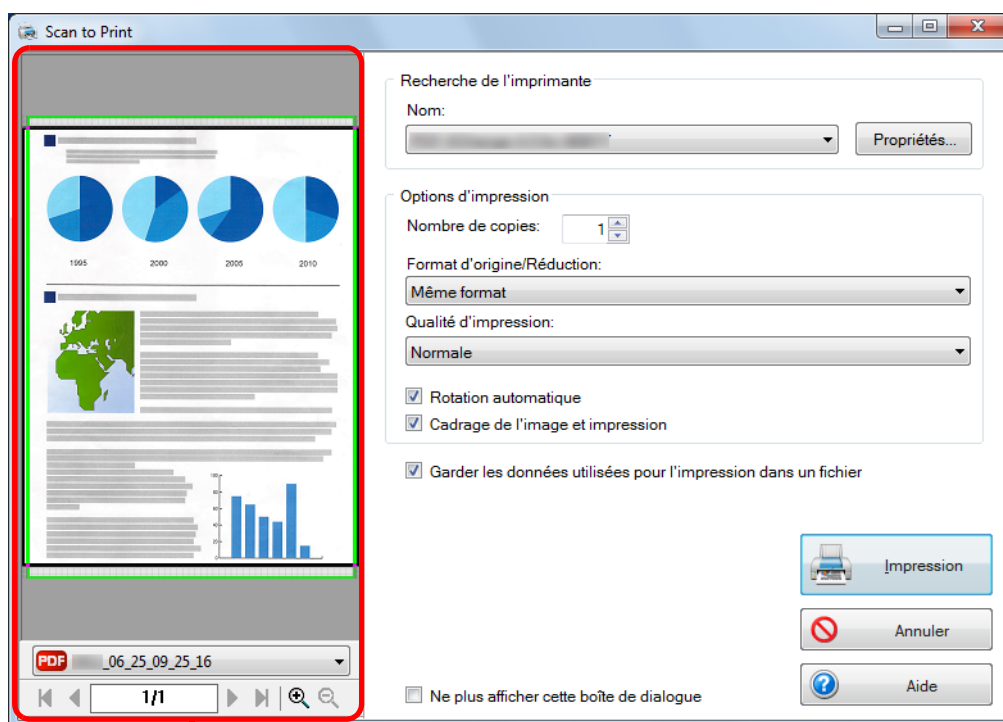 Scan to Print
1995 2000 2005 2010
PDF _06_25_09_25_16
1/1
Recherche de l'imprimante
Nom:
Propriétés...
Options d'impression
Nombre de copies: 1
Format d'origine/Réduction:
Même format
Qualité d'impression:
Normale
Rotation automatique
Cadrage de l'image et impression
Garder les données utilisées pour l'impression dans un fichier
Impression
Annuler
Ne plus afficher cette boîte de dialogue
Aide